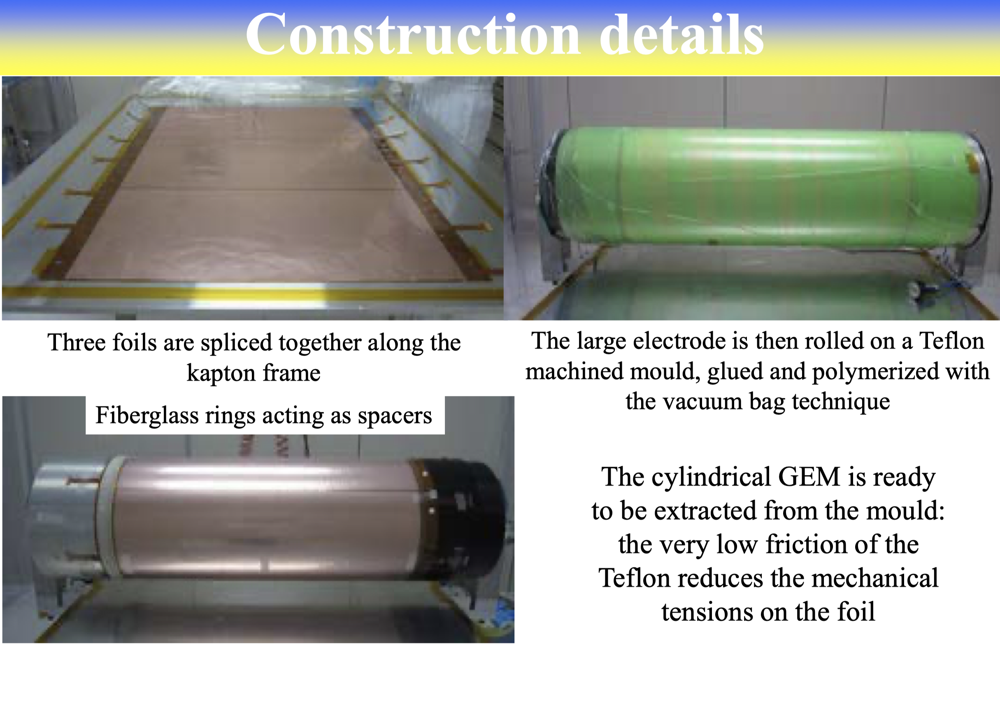 Construction details
Three foils are spliced together along the
kapton frame
The large electrode is then rolled on a Teflon
machined mould, glued and polymerized with
the vacuum bag technique
Fiberglass rings acting as spacers
The cylindrical GEM is ready
to be extracted from the mould:
the very low friction of the
Teflon reduces the mechanical
tensions on the foil